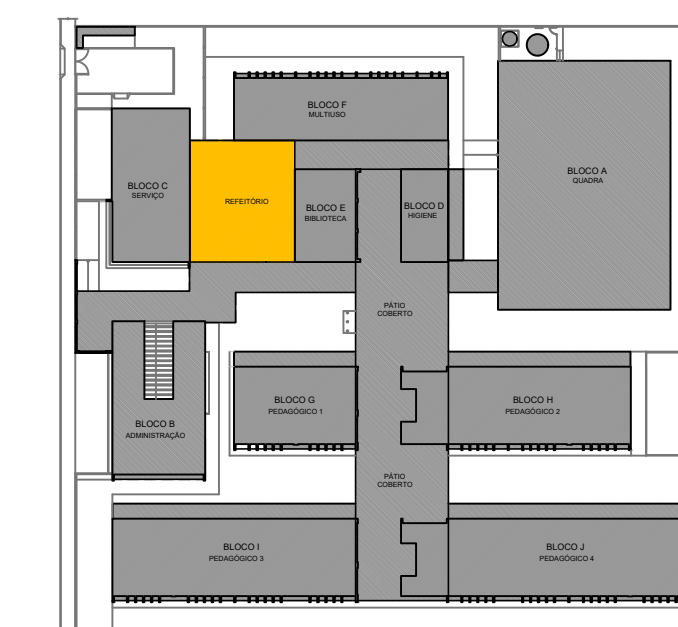 BLOCO F
MULTIUSO
BLOCO C
SERVIÇO
REFEITÓRIO
BLOCO E
BIBLIOTECA
BLOCO D
HIGIENE
BLOCO A
QUADRA
PÁTIO
COBERTO
BLOCO G
PEDAGÓGICO 1
BLOCO H
PEDAGÓGICO 2
BLOCO B
ADMINISTRAÇÃO
PÁTIO
COBERTO
BLOCO I
PEDAGÓGICO 3
BLOCO J
PEDAGÓGICO 4